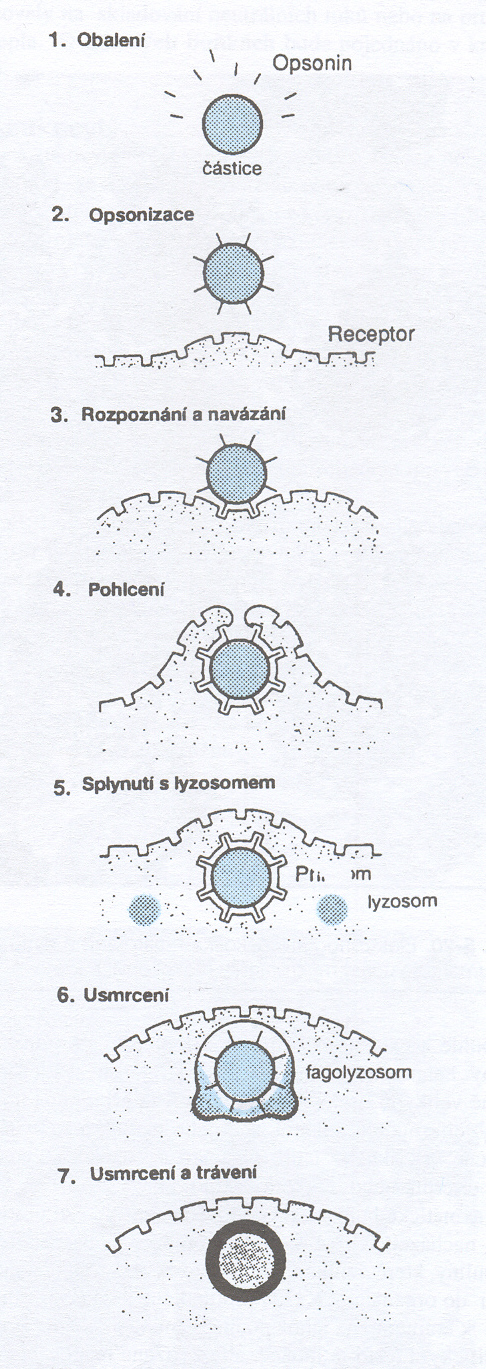 1. Obalení
Opsonin
částice
2. Opsonizace
Receptor
3. Rozpoznání a navázání
4. Pohlcení
5. Splynutí s lyzosomem
lyzosom
6. Usmrcení
fagolyzosom
7. Usmrcení a trávení